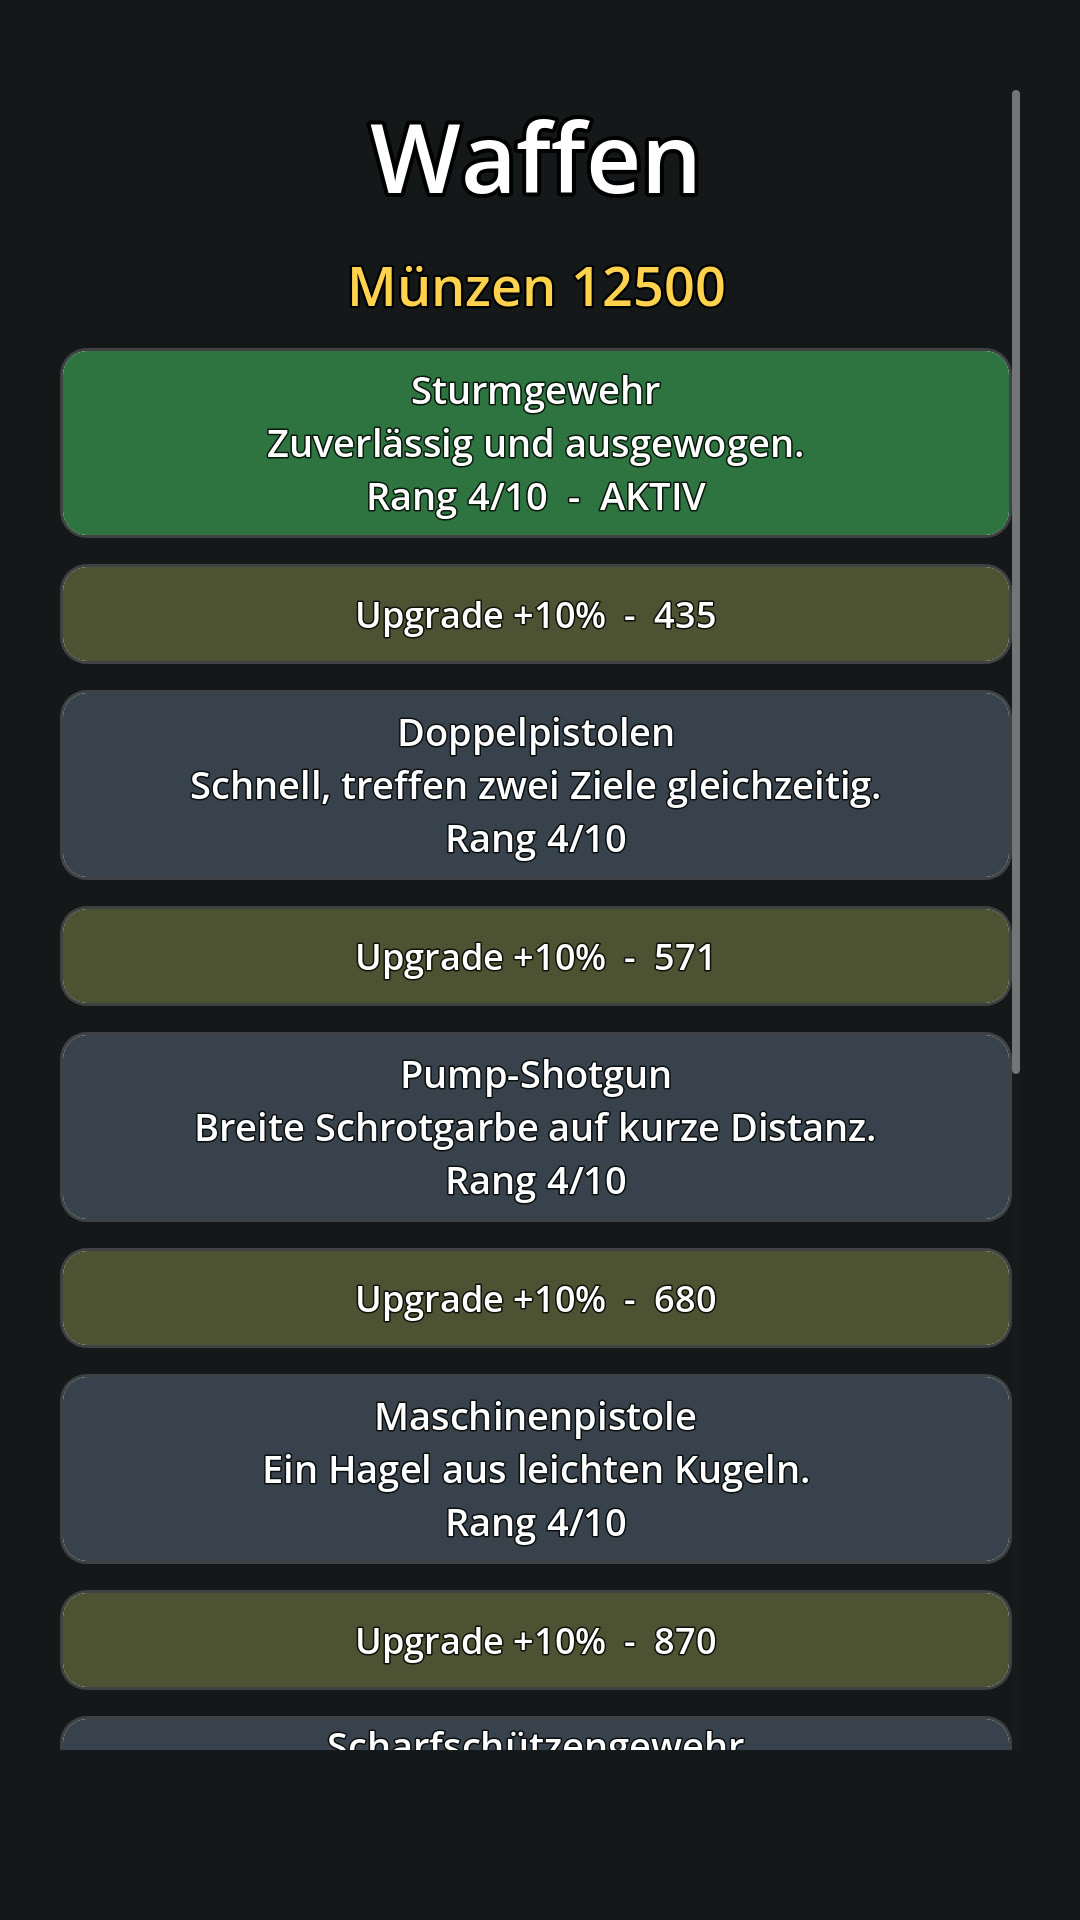 Waffen
Münzen 12500
Sturmgewehr
Zuverlässig und ausgewogen.
Rang 4/10 - AKTIV
Upgrade +10% - 435
Doppelpistolen
Schnell, treffen zwei Ziele gleichzeitig.
Rang 4/10
Upgrade +10% - 571
Pump-Shotgun
Breite Schrotgarbe auf kurze Distanz.
Rang 4/10
Upgrade +10% - 680
Maschinenpistole
Ein Hagel aus leichten Kugeln.
Rang 4/10
Upgrade +10% - 870
Scharfschützengewehr